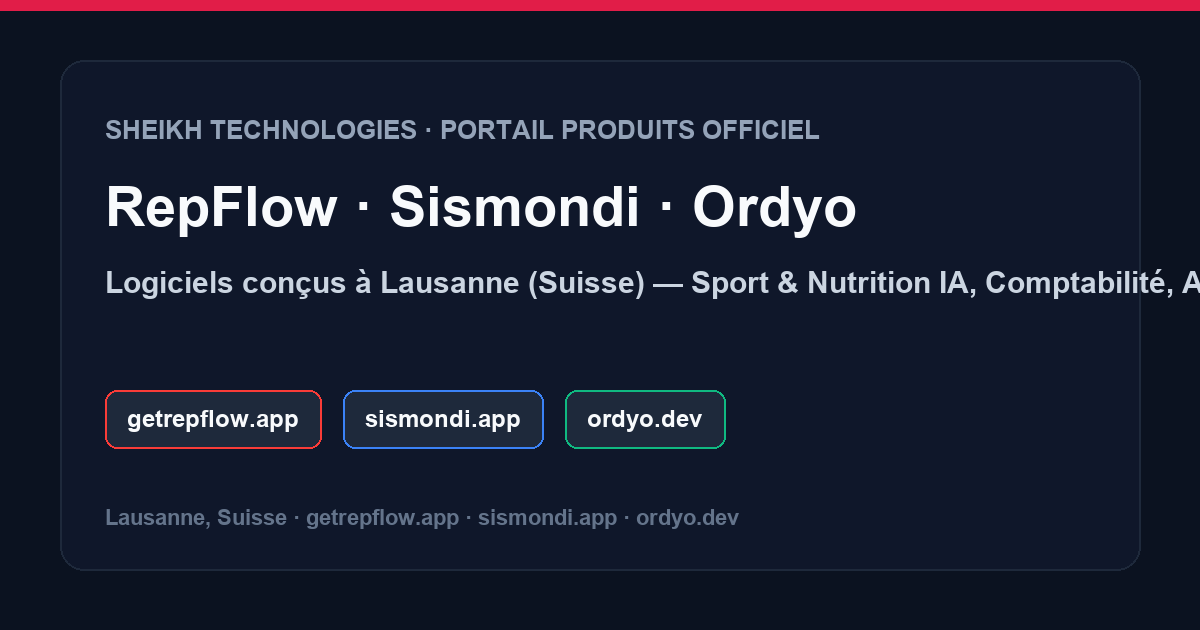 SHEIKH TECHNOLOGIES · PORTAIL PRODUITS OFFICIEL
RepFlow · Sismondi · Ordyo
Logiciels conçus à Lausanne (Suisse) — Sport & Nutrition IA, Comptabilité,
getrepflow.app sismondi.app ordyo.dev
Lausanne, Suisse · getrepflow.app · sismondi.app · ordyo.dev